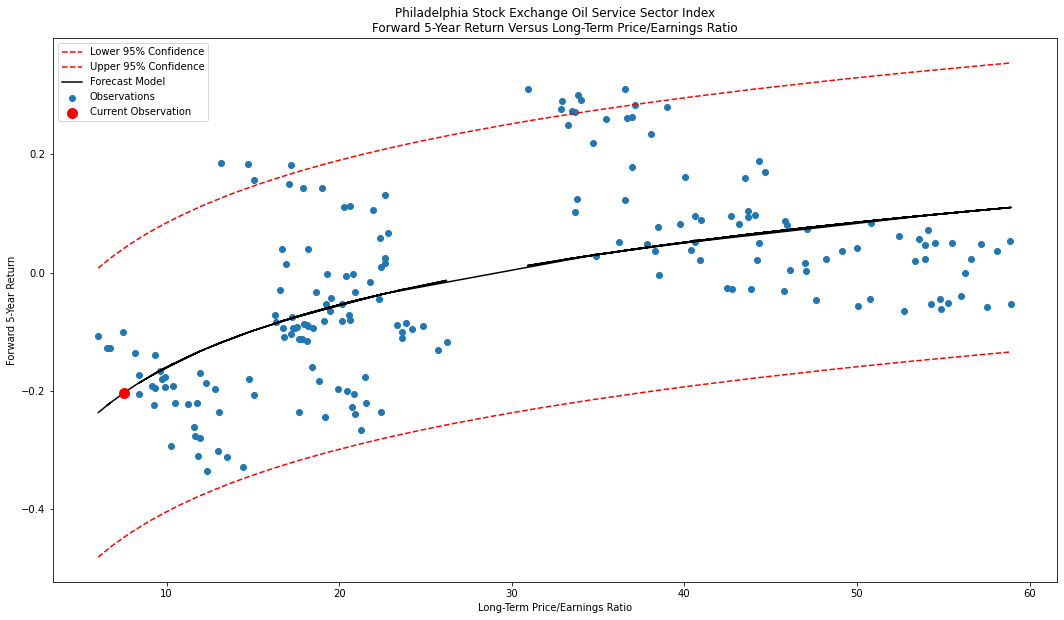 Philadelphia Stock Exchange Oil Service Sector Index
Forward 5-Year Return Versus Long-Term Price/Earnings Ratio
Lower 95% Confidence
Upper 95% Confidence
Forecast Model
Observations
Current Observation
0.2
0.0
−0.2
−0.4
Forward 5-Year Return
10
20
30
40
50
60
Long-Term Price/Earnings Ratio